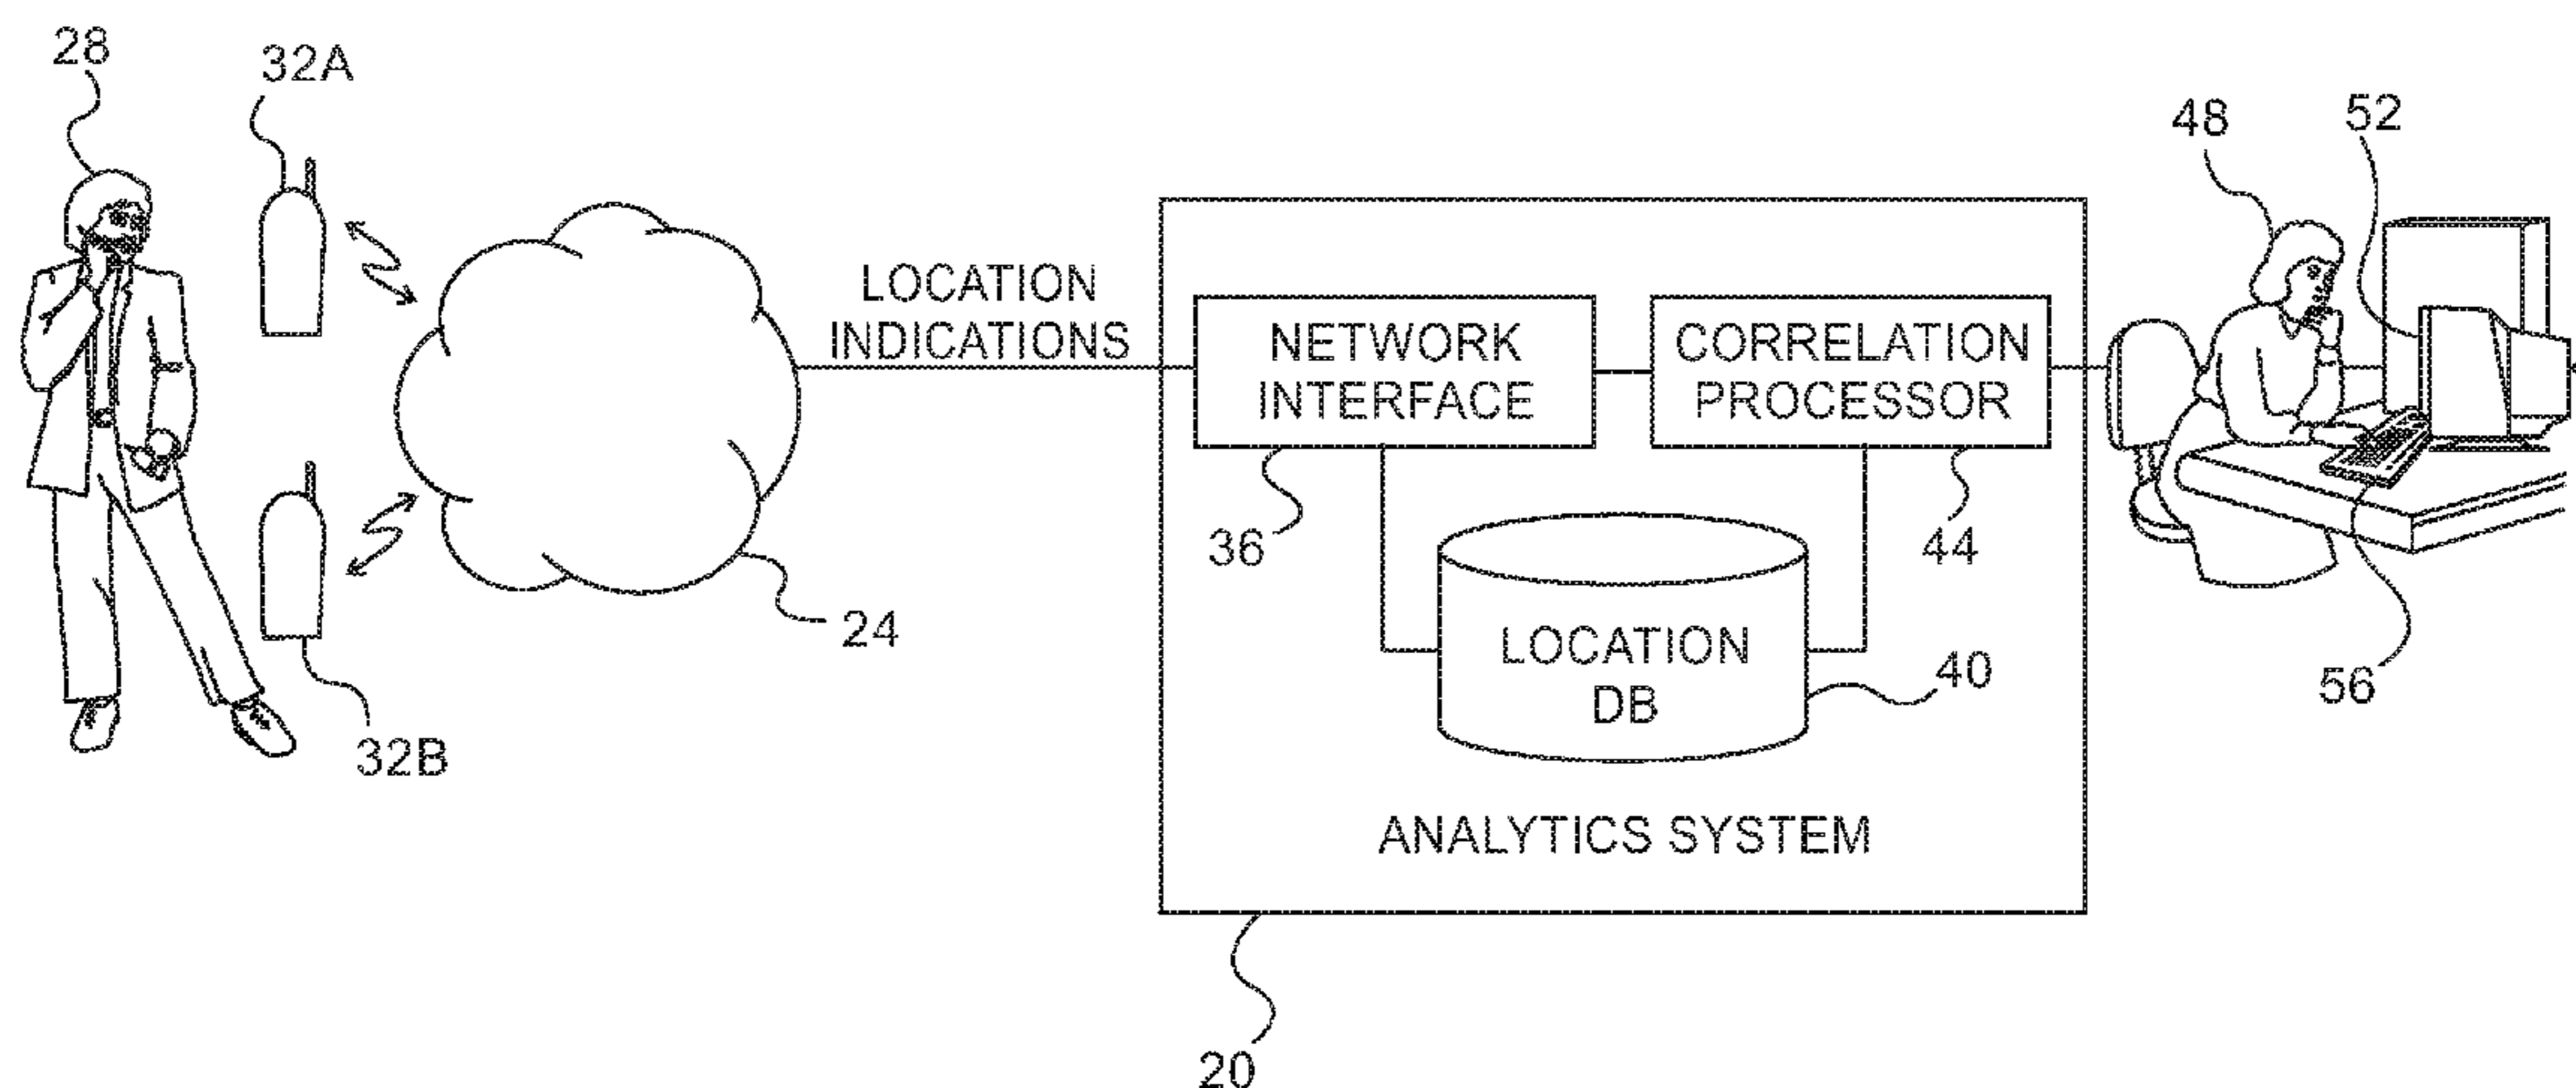 28
32A
48
52
LOCATION
INDICATIONS
NETWORK
INTERFACE
CORRELATION
PROCESSOR
36
44
24
LOCATION
DB
40
56
32B
ANALYTICS SYSTEM
20